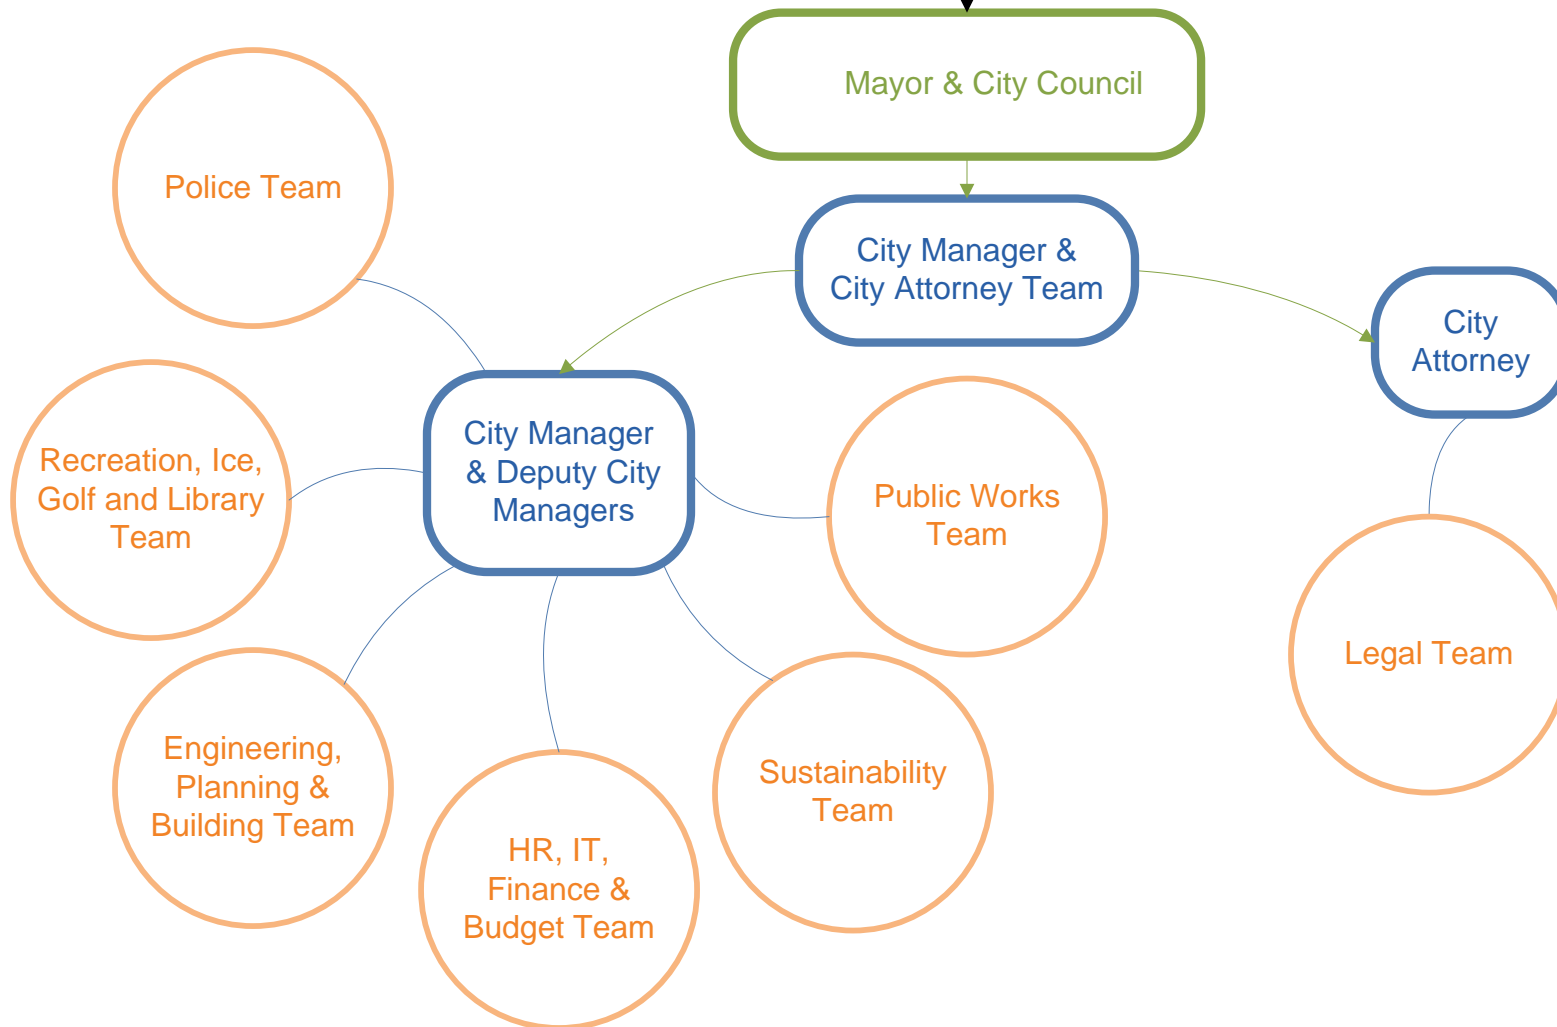 Mayor & City Council
Police Team
City Manager &
City Attorney Team
City
Attorney
City Manager
& Deputy City
Managers
Recreation, Ice,
Golf and Library
Team
Public Works
Team
Legal Team
Engineering,
Planning &
Building Team
Sustainability
Team
HR, IT,
Finance &
Budget Team